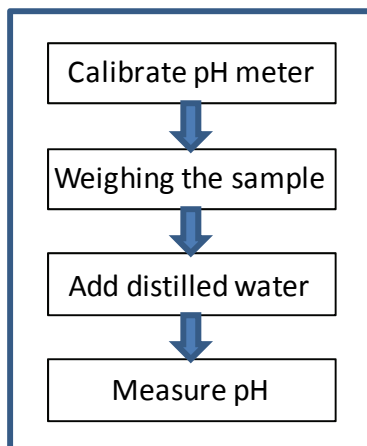 Calibrate pH meter
Weighing the sample
Add distilled water
Measure pH